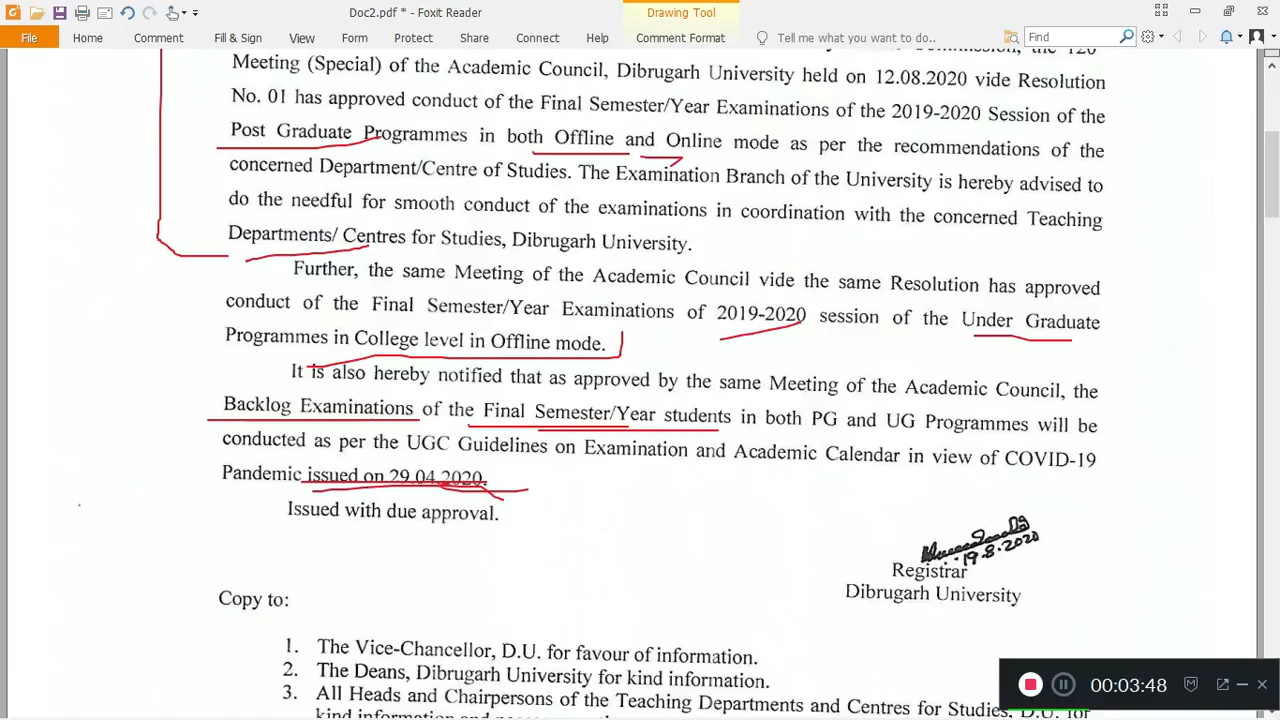 Doc2.pdf * - Foxit Reader
Drawing Tool
File Home Comment Fill & Sign View Form Protect Share Connect Help Comment Format Tell me what you want to do.. Find
Meeting (Special) of the Academic Council, Dibrugarh University held on 12.08.2020 vide Resolution
No. 01 has approved conduct of the Final Semester/Year Examinations of the 2019-2020 Session of the
Post Graduate Programmes in both Offline and Online mode as per the recommendations of the
concerned Department/Centre of Studies. The Examination Branch of the University is hereby advised to
do the needful for smooth conduct of the examinations in coordination with the concerned Teaching
Departments/ Centres for Studies, Dibrugarh University.
Further, the same Meeting of the Academic Council vide the same Resolution has approved
conduct of the Final Semester/Year Examinations of 2019-2020 session of the Under Graduate
Programmes in College level in Offline mode.
It is also hereby notified that as approved by the same Meeting of the Academic Council, the
Backlog Examinations of the Final Semester/Year students in both PG and UG Programmes will be
conducted as per the UGC Guidelines on Examination and Academic Calendar in view of COVID-19
Pandemic issued on 29.04.2020.
Issued with due approval.
19.8.2020
Registrar
Dibrugarh University
Copy to:
1. The Vice-Chancellor, D.U. for favour of information.
2. The Deans, Dibrugarh University for kind information.
3. All Heads and Chairpersons of the Teaching Departments and Centres for Studies, D.U. for
00:03:48